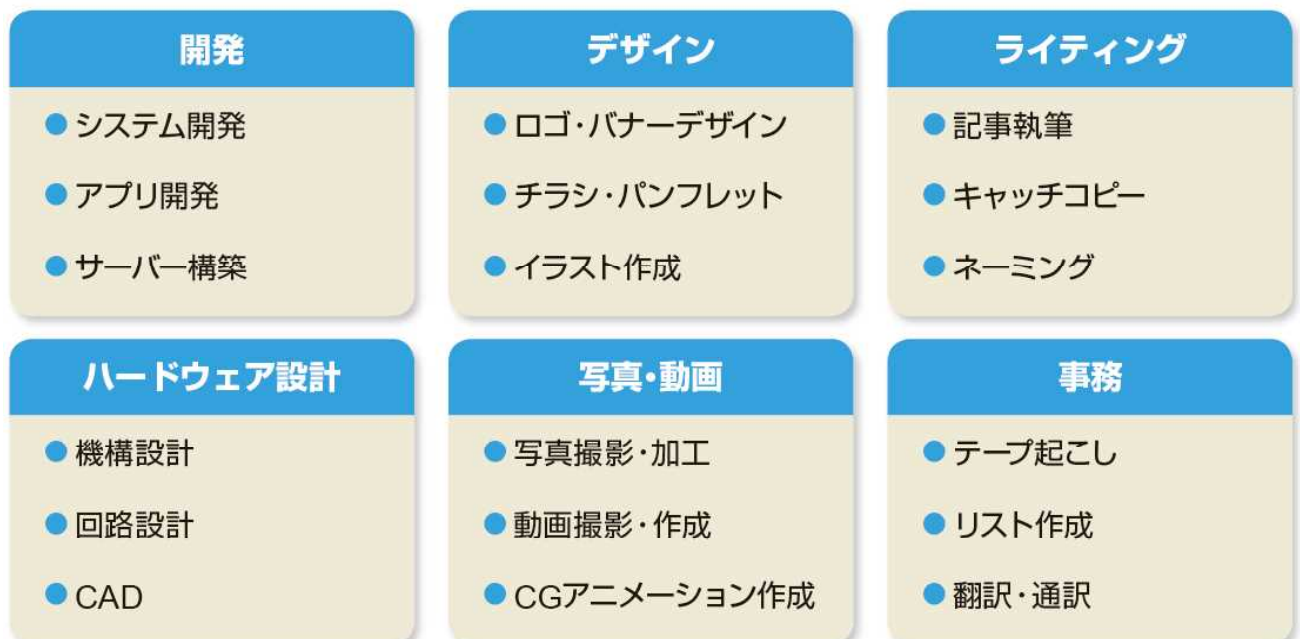 開発
● システム開発
● アプリ開発
● サーバー構築
デザイン
● ロゴ・バナーデザイン
● チラシ・パンフレット
● イラスト作成
ライティング
● 記事執筆
● キャッチコピー
● ネーミング
ハードウェア設計
● 機構設計
● 回路設計
● CAD
写真・動画
● 写真撮影・加工
● 動画撮影・作成
● CGアニメーション作成
事務
● テープ起こし
● リスト作成
● 翻訳・通訳